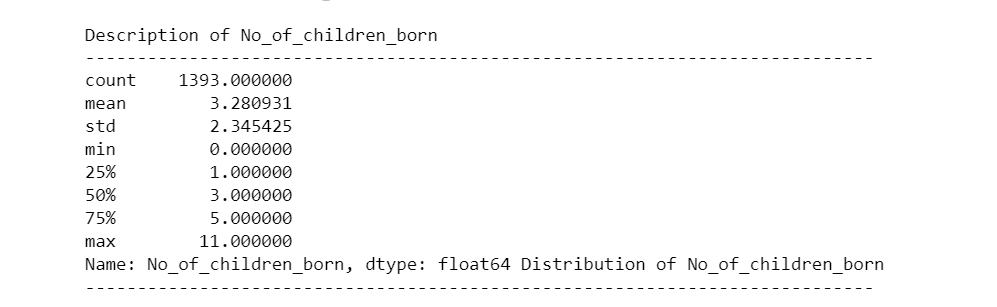 Description of No_of_children_born
---------------------------------------------------------------------------
count    1393.000000
mean        3.280931
std         2.345425
min         0.000000
25%         1.000000
50%         3.000000
75%         5.000000
max        11.000000
Name: No_of_children_born, dtype: float64 Distribution of No_of_children_born
---------------------------------------------------------------------------